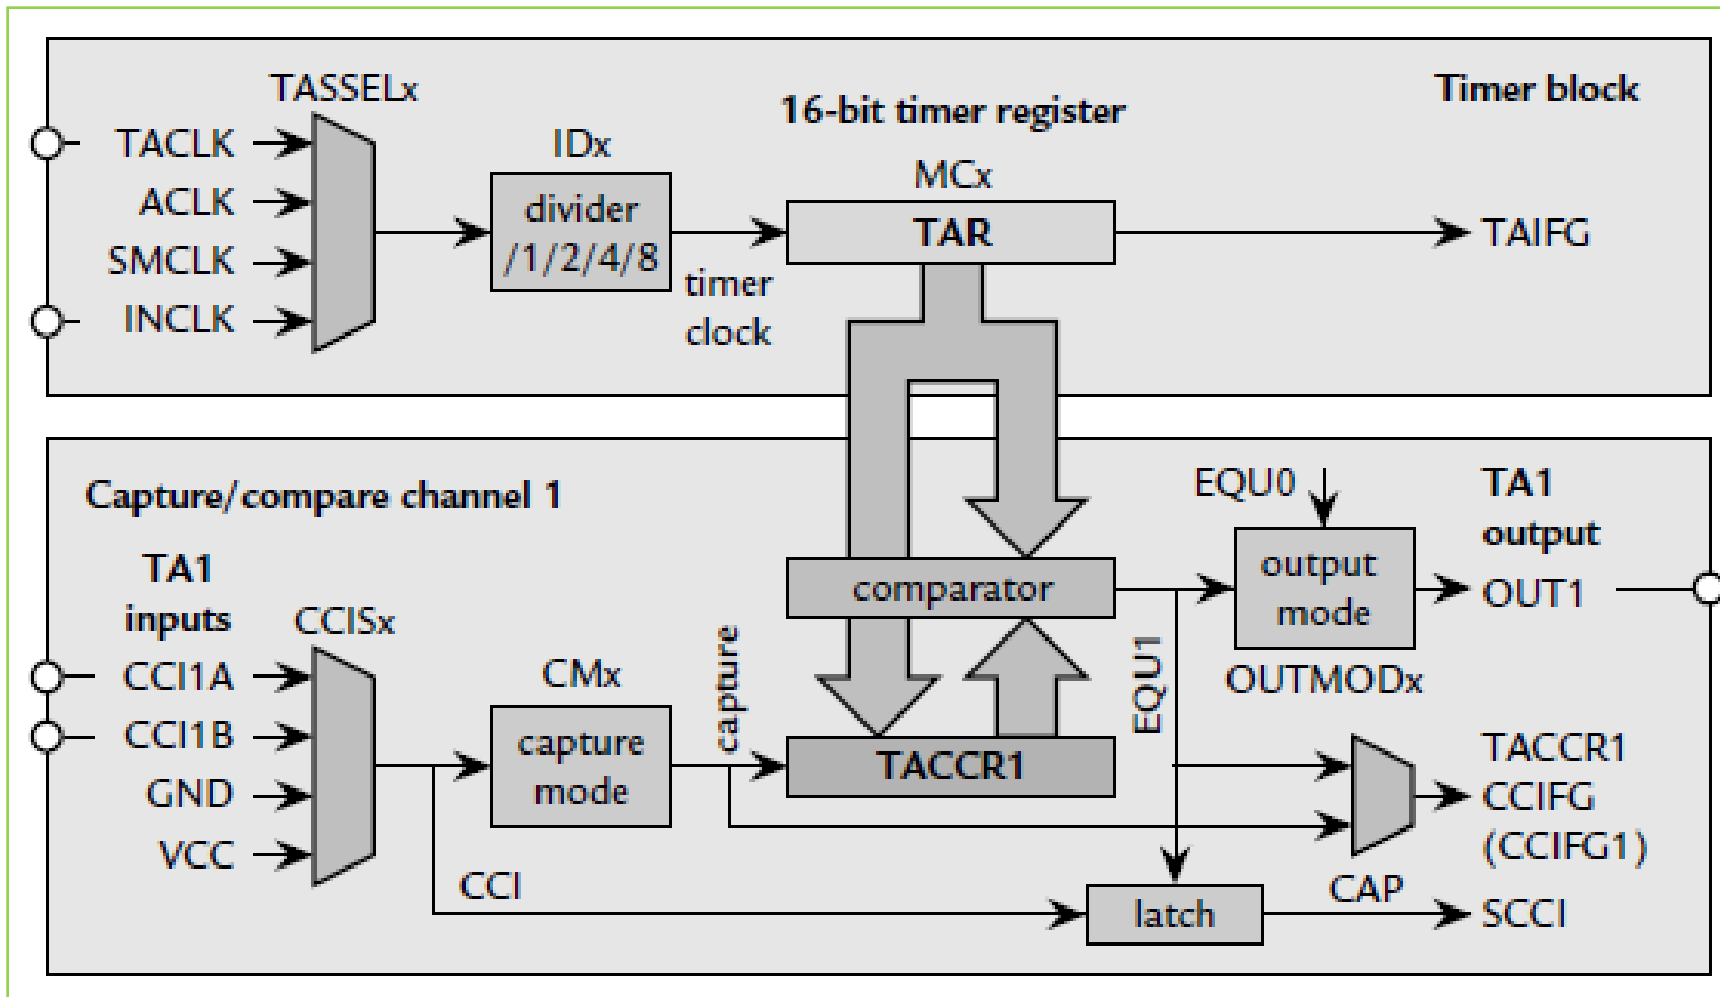 Timer block
TASSELx
16-bit timer register
TACLK
ACLK
SMCLK
INCLK
IDx
divider
/1/2/4/8
timer
clock
MCx
TAR
TAIFG
Capture/compare channel 1
TA1
inputs
CCISx
CCI1A
CCI1B
GND
VCC
CCI
CMx
capture
mode
capture
comparator
TACCR1
EQU1
EQU0
output
mode
OUTMODx
TA1
output
OUT1
TACCR1
CCIFG
(CCIFG1)
CAP
latch
SCCI